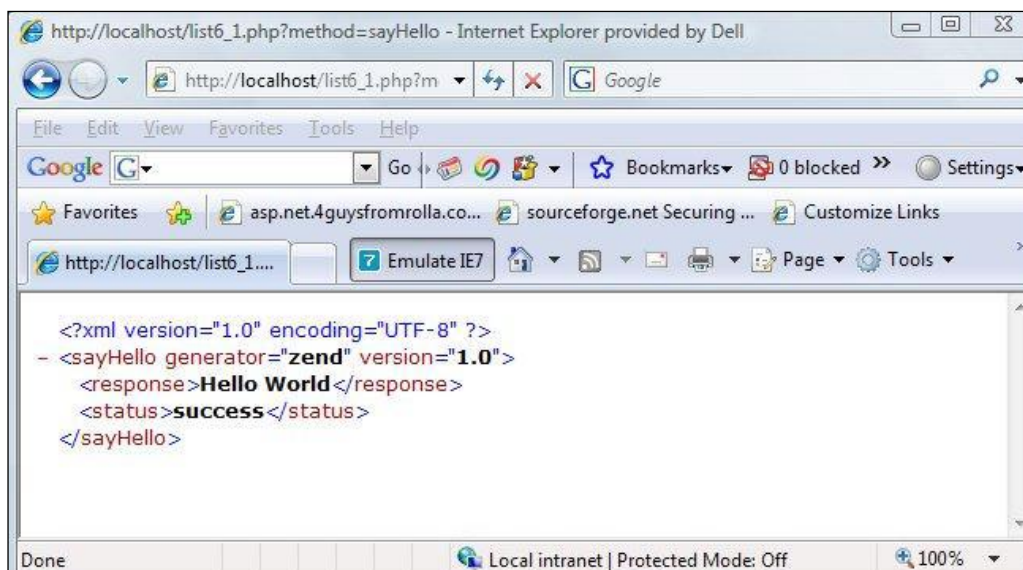 http://localhost/list6_1.php?method=sayHello - Internet Explorer provided by Dell
http://localhost/list6_1.php?m
G Google
File Edit View Favorites Tools Help
Google G Go Bookmarks 0 blocked » Settings
Favorites asp.net.4guysfromrolla.co... sourceforge.net Securing ... Customize Links
http://localhost/list6_1.... 7 Emulate IE7 Page Tools »
<?xml version="1.0" encoding="UTF-8" ?>
- <sayHello generator="zend" version="1.0">
<response>Hello World</response>
<status>success</status>
</sayHello>
Done Local intranet | Protected Mode: Off 100%